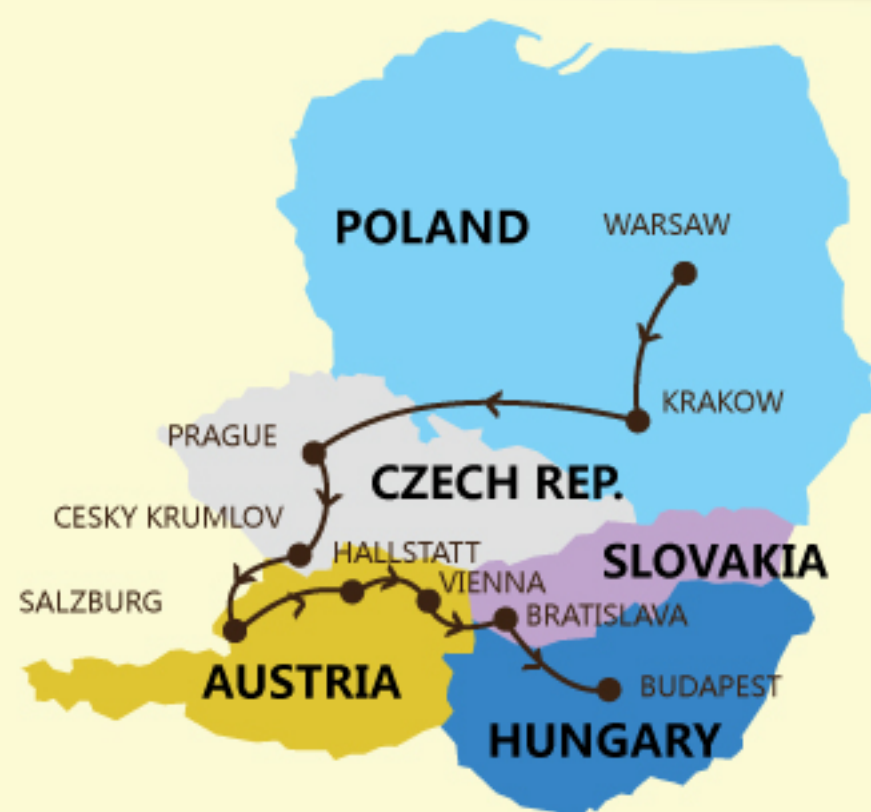 POLAND
WARSAW
KRAKOW
PRAGUE
CZECH REP.
CESKY KRUMLOV
HALLSTATT
SLOVAKIA
VIENNA
SALZBURG
BRATISLAVA
AUSTRIA
BUDAPEST
HUNGARY